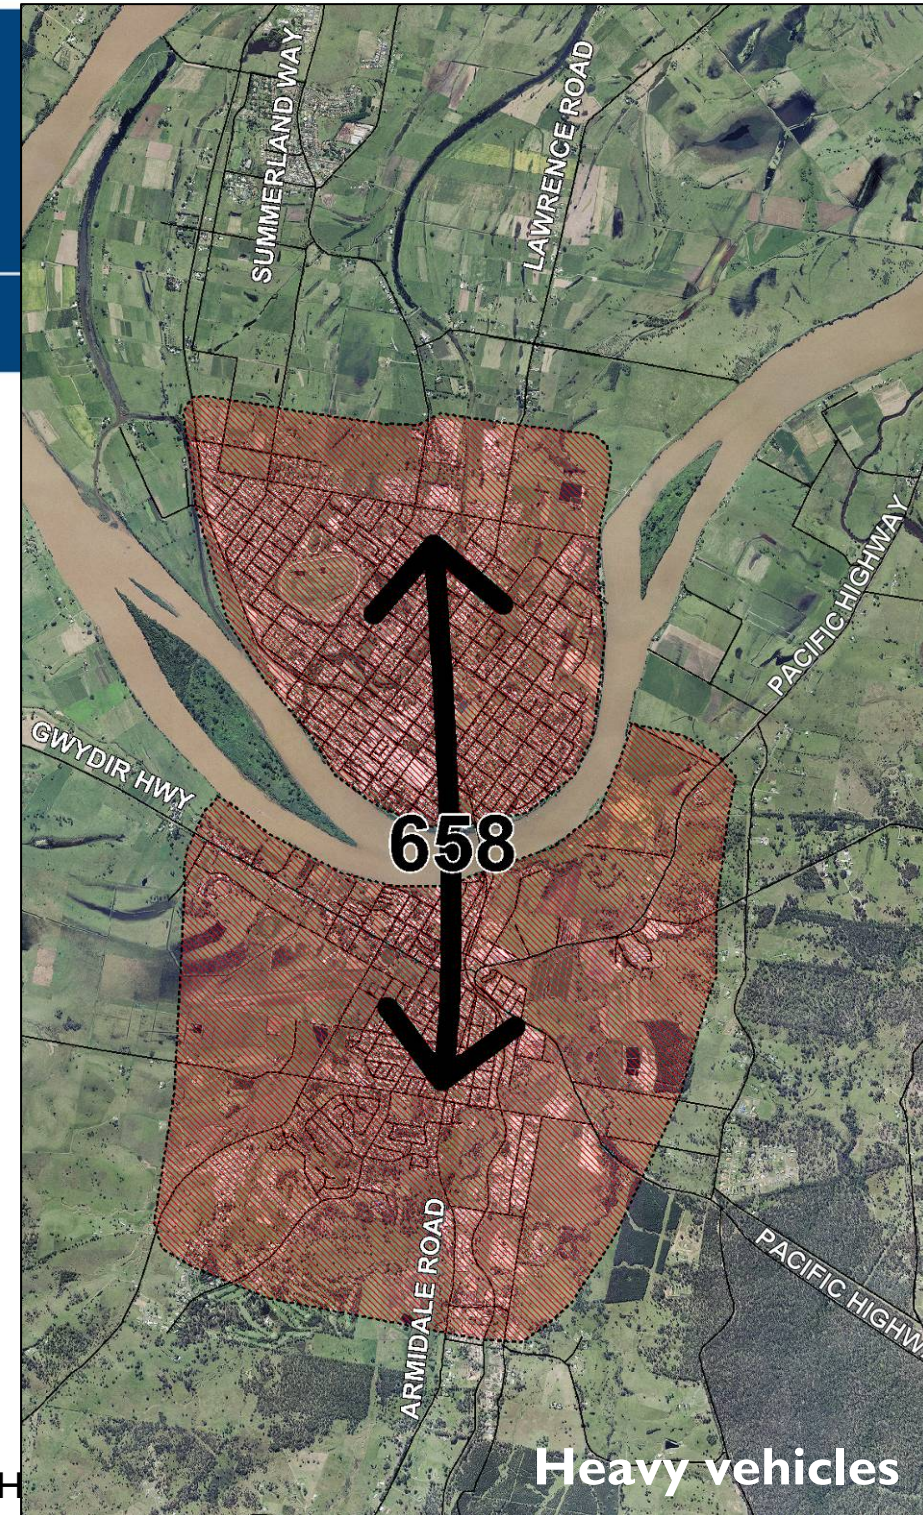 SUMMERLAND WAY
LAWRENCE ROAD
PACIFIC HIGHWAY
GWYDIR HWY
658
ARMIDALE ROAD
PACIFIC HIGHW
Heavy vehicles
H